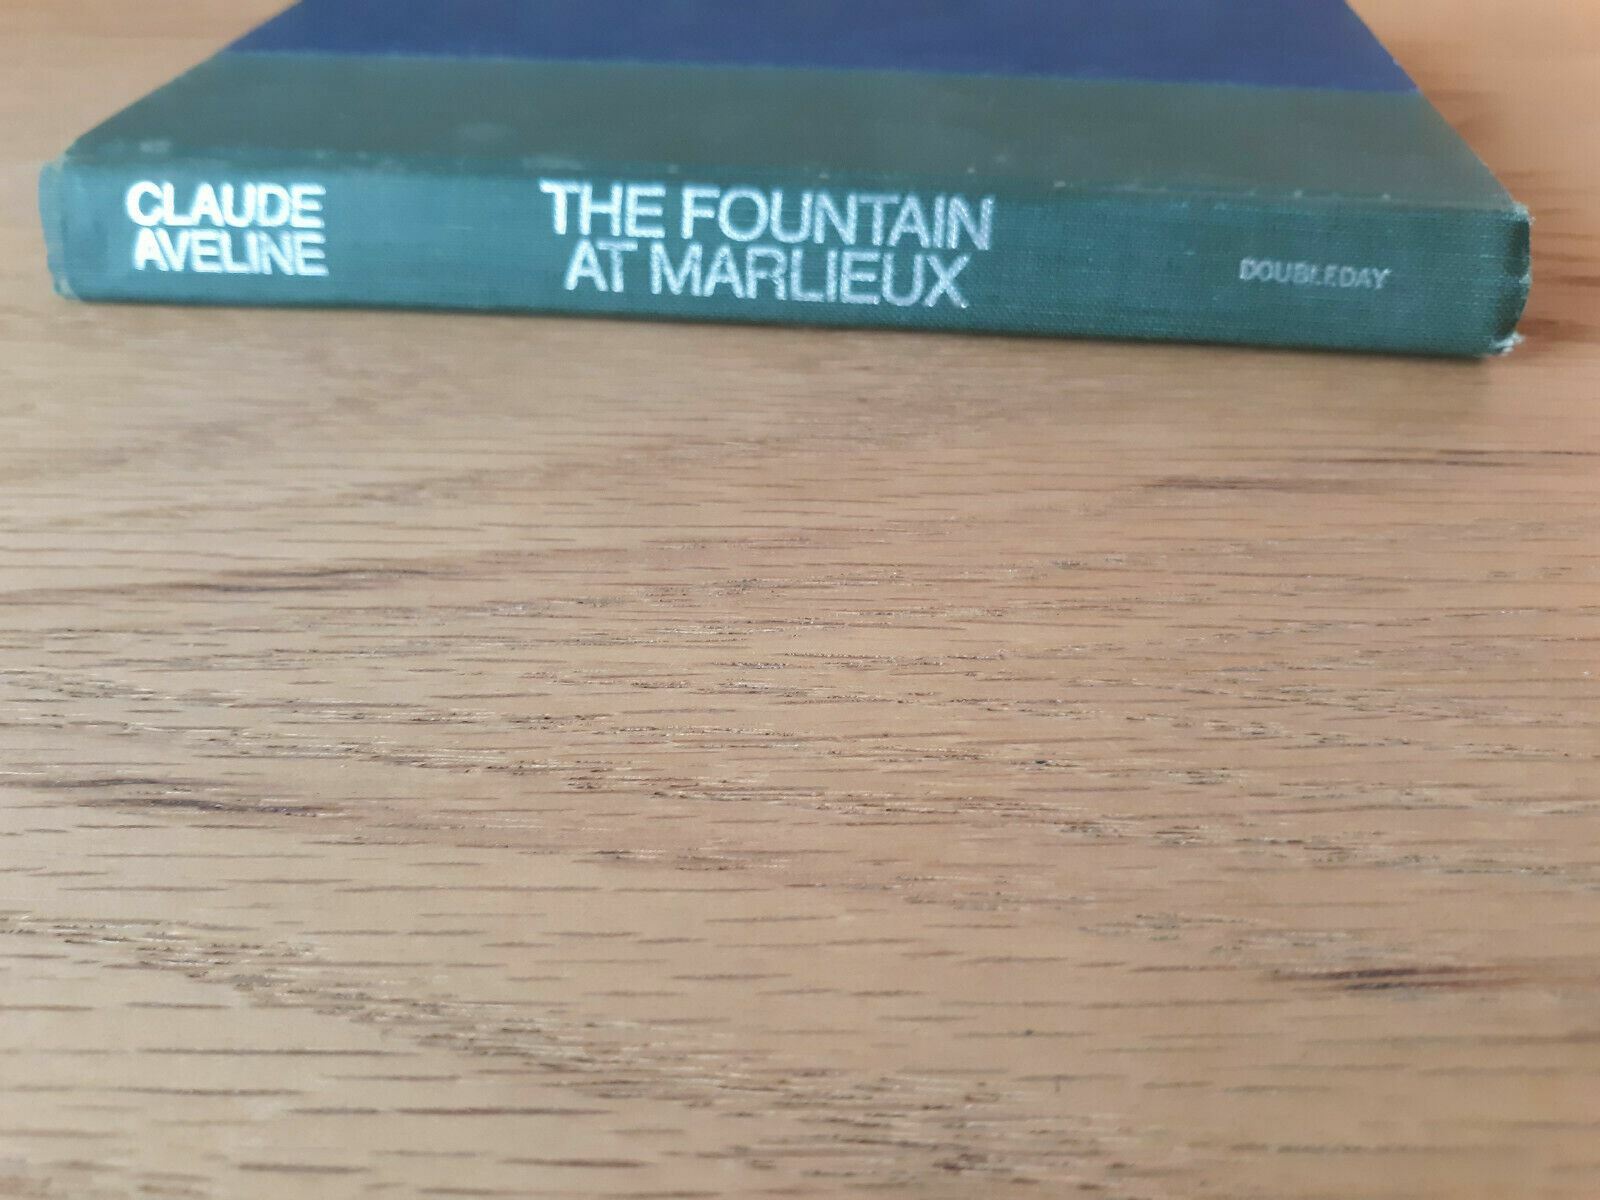 CLAUDE
AVELINE
THE FOUNTAIN
AT MARLIEUX
DOUBLEDAY